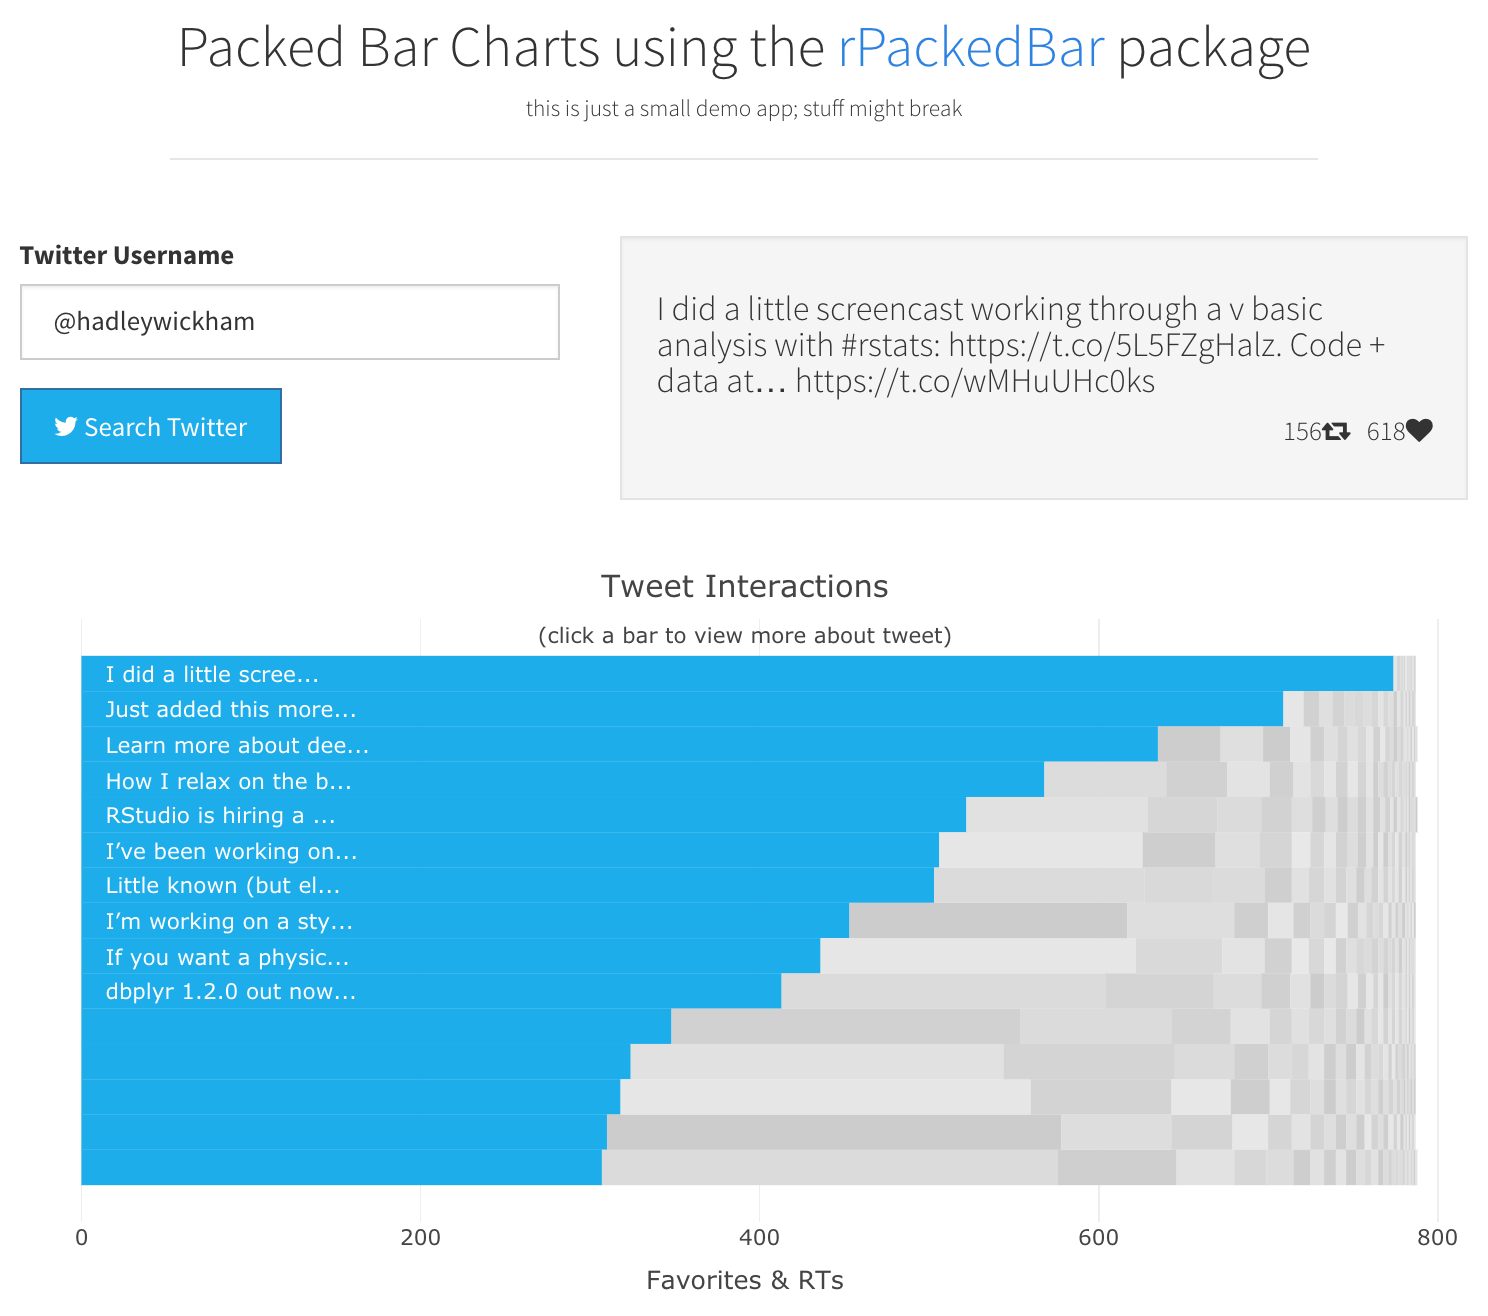 Packed Bar Charts using the rPackedBar package
this is just a small demo app; stuff might break
Twitter Username
@hadleywickham
Search Twitter
I did a little screencast working through a v basic
analysis with #rstats: https://t.co/5L5FZgHalz. Code +
data at… https://t.co/wMHuUHc0ks
156 618
Tweet Interactions
(click a bar to view more about tweet)
I did a little scree...
Just added this more...
Learn more about dee...
How I relax on the b...
RStudio is hiring a ...
I’ve been working on...
Little known (but el...
I’m working on a sty...
If you want a physic...
dbplyr 1.2.0 out now...
0 200 400 600 800
Favorites & RTs